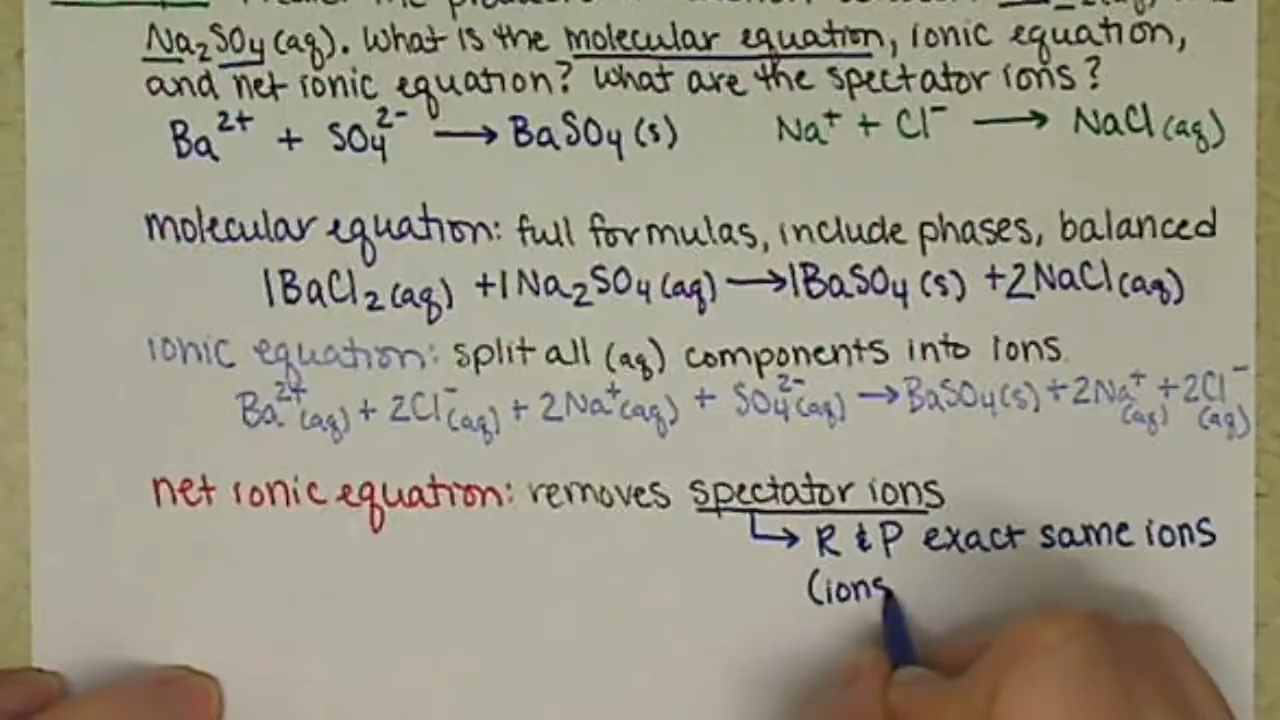 Na₂SO₄(aq). What is the molecular equation, ionic equation,
and net ionic equation? What are the spectator ions?
Ba²⁺ + SO₄²⁻ → BaSO₄(s) Na⁺ + Cl⁻ → NaCl(aq)
molecular equation: full formulas, include phases, balanced
1BaCl₂(aq) + 1Na₂SO₄(aq) → 1BaSO₄(s) + 2NaCl(aq)
ionic equation: split all (aq) components into ions.
Ba²⁺(aq) + 2Cl⁻(aq) + 2Na⁺(aq) + SO₄²⁻(aq) → BaSO₄(s) + 2Na⁺(aq) + 2Cl⁻(aq)
net ionic equation: removes spectator ions
↳ R & P exact same ions
(ions